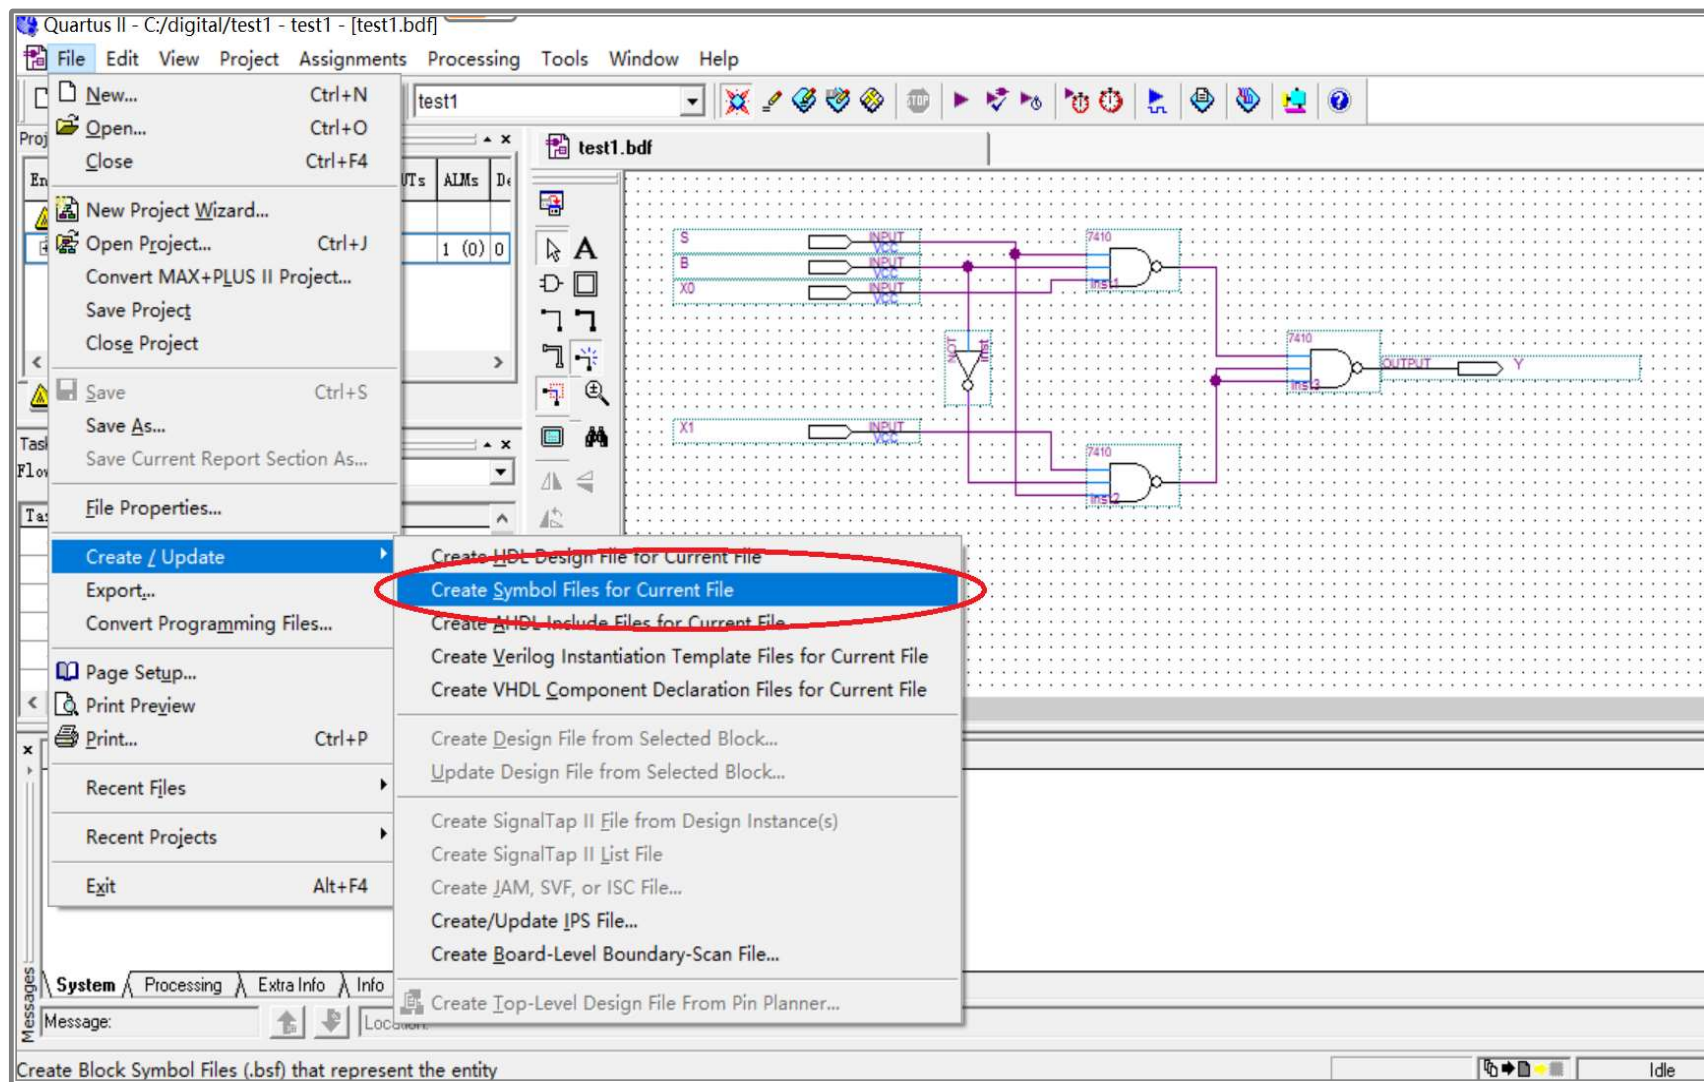 Quartus II - C:/digital/test1 - test1 - [test1.bdf]
File Edit View Project Assignments Processing Tools Window Help
New... Ctrl+N
Open... Ctrl+O
Close Ctrl+F4
New Project Wizard...
Open Project... Ctrl+J
Convert MAX+PLUS II Project...
Save Project
Close Project
Save Ctrl+S
Save As...
Save Current Report Section As...
File Properties...
Create / Update
Export...
Convert Programming Files...
Page Setup...
Print Preview
Print... Ctrl+P
Recent Files
Recent Projects
Exit Alt+F4
test1
STOP
ALMs
1 (0) 0
test1.bdf
A
S INPUT VCC
B INPUT VCC
X0 INPUT VCC
X1 INPUT VCC
NOT inst
7410 inst1
7410 inst2
7410 inst3
OUTPUT Y
Create HDL Design File for Current File
Create Symbol Files for Current File
Create AHDL Include Files for Current File
Create Verilog Instantiation Template Files for Current File
Create VHDL Component Declaration Files for Current File
Create Design File from Selected Block...
Update Design File from Selected Block...
Create SignalTap II File from Design Instance(s)
Create SignalTap II List File
Create JAM, SVF, or ISC File...
Create/Update IPS File...
Create Board-Level Boundary-Scan File...
Create Top-Level Design File From Pin Planner...
Messages
System Processing Extra Info Info
Message:
Create Block Symbol Files (.bsf) that represent the entity
Idle